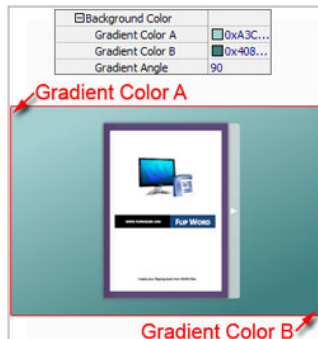 Background Color
Gradient Color A 0xA3C...
Gradient Color B 0x408...
Gradient Angle 90
Gradient Color A
FLIP WORD
Gradient Color B